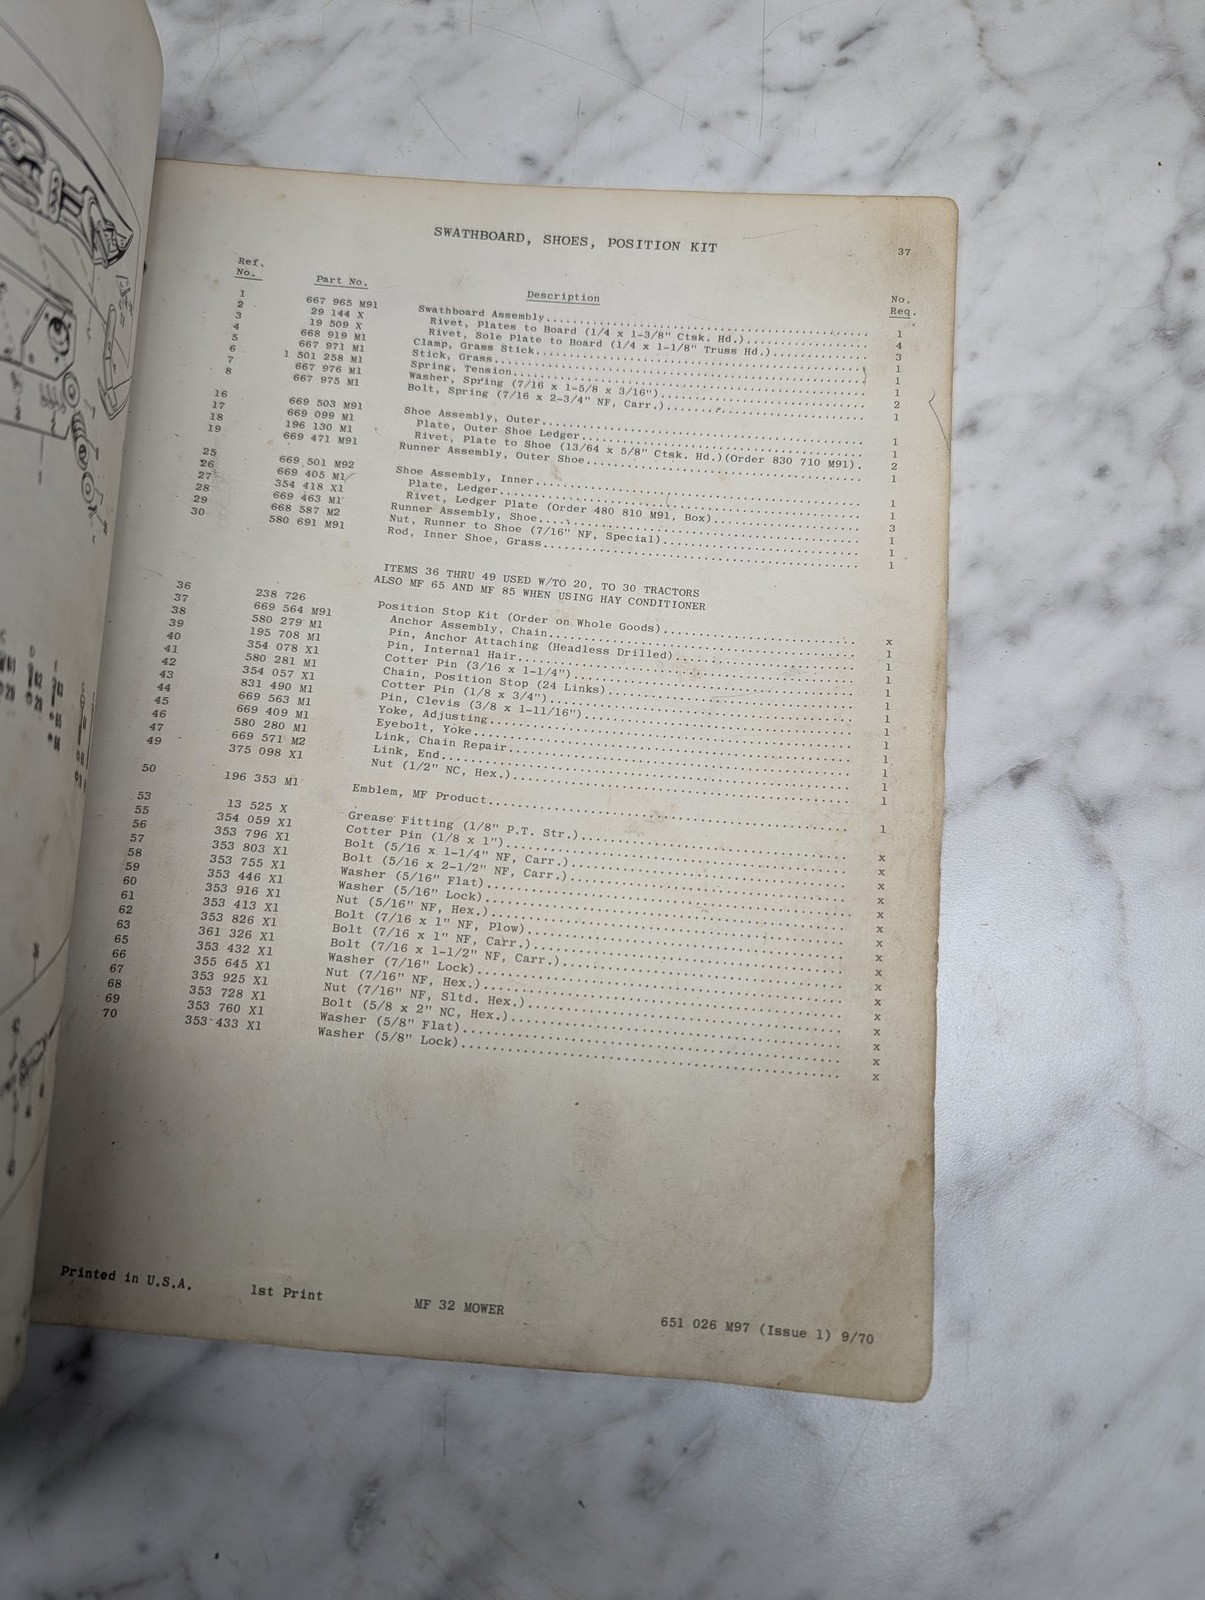 SWATHBOARD, SHOES, POSITION KIT 37
Ref. No. Part No. Description No. Req.
1 667 965 M91 Swathboard Assembly 1
2 29 144 X Rivet, Plates to Board (1/4 x 1-3/8" Ctsk. Hd.) 4
3 19 509 X Rivet, Sole Plate to Board (1/4 x 1-1/8" Truss Hd.) 3
4 668 919 M1 Clamp, Grass Stick 1
5 667 971 M1 Stick, Grass 1
6 1 501 258 M1 Spring, Tension 1
7 667 976 M1 Washer, Spring (7/16 x 1-5/8 x 3/16") 2
8 667 975 M1 Bolt, Spring (7/16 x 2-3/4" NF, Carr.) 1
16 669 503 M91 Shoe Assembly, Outer 1
17 669 099 M1 Plate, Outer Shoe Ledger 1
18 196 130 M1 Rivet, Plate to Shoe (13/64 x 5/8" Ctsk. Hd.)(Order 830 710 M91). 2
19 669 471 M91 Runner Assembly, Outer Shoe 1
25 669 501 M92 Shoe Assembly, Inner 1
26 669 405 M1 Plate, Ledger 1
27 354 418 X1 Rivet, Ledger Plate (Order 480 810 M91, Box) 3
28 669 463 M1 Runner Assembly, Shoe 1
29 668 587 M2 Nut, Runner to Shoe (7/16" NF, Special) 1
30 580 691 M91 Rod, Inner Shoe, Grass 1
ITEMS 36 THRU 49 USED W/TO 20, TO 30 TRACTORS
ALSO MF 65 AND MF 85 WHEN USING HAY CONDITIONER
36 238 726 Position Stop Kit (Order on Whole Goods) x
37 669 564 M91 Anchor Assembly, Chain 1
38 580 279 M1 Pin, Anchor Attaching (Headless Drilled) 1
39 195 708 M1 Pin, Internal Hair 1
40 354 078 X1 Cotter Pin (3/16 x 1-1/4") 1
41 580 281 M1 Chain, Position Stop (24 Links) 1
42 354 057 X1 Cotter Pin (1/8 x 3/4") 1
43 831 490 M1 Pin, Clevis (3/8 x 1-11/16") 1
44 669 563 M1 Yoke, Adjusting 1
45 669 409 M1 Eyebolt, Yoke 1
46 580 280 M1 Link, Chain Repair 1
47 669 571 M2 Link, End 1
49 375 098 X1 Nut (1/2" NC, Hex.) 1
50 196 353 M1 Emblem, MF Product 1
53 13 525 X Grease Fitting (1/8" P.T. Str.) x
55 354 059 X1 Cotter Pin (1/8 x 1") x
56 353 796 X1 Bolt (5/16 x 1-1/4" NF, Carr.) x
57 353 803 X1 Bolt (5/16 x 2-1/2" NF, Carr.) x
58 353 755 X1 Washer (5/16" Flat) x
59 353 446 X1 Washer (5/16" Lock) x
60 353 916 X1 Nut (5/16" NF, Hex.) x
61 353 413 X1 Bolt (7/16 x 1" NF, Plow) x
62 353 826 X1 Bolt (7/16 x 1" NF, Carr.) x
63 361 326 X1 Bolt (7/16 x 1-1/2" NF, Carr.) x
65 353 432 X1 Washer (7/16" Lock) x
66 355 645 X1 Nut (7/16" NF, Hex.) x
67 353 925 X1 Nut (7/16" NF, Sltd. Hex.) x
68 353 728 X1 Bolt (5/8 x 2" NC, Hex.) x
69 353 760 X1 Washer (5/8" Flat) x
70 353 433 X1 Washer (5/8" Lock) x
Printed in U.S.A. 1st Print MF 32 MOWER 651 026 M97 (Issue 1) 9/70